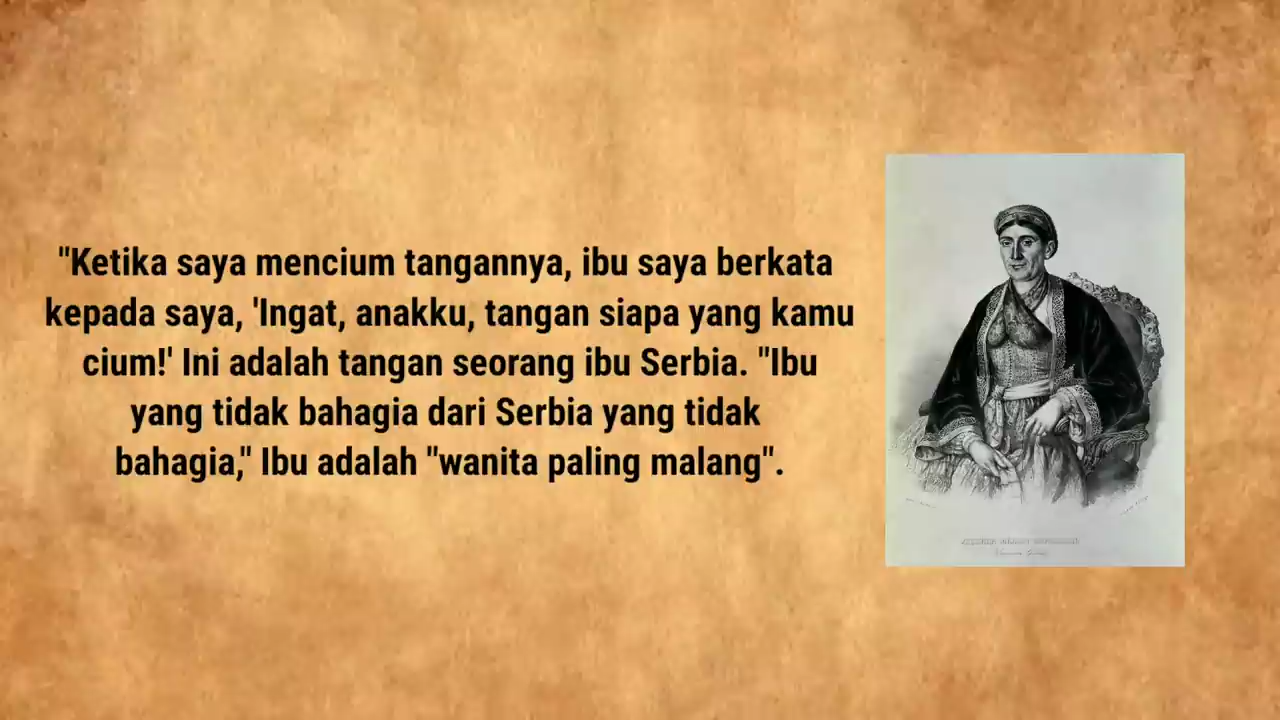 "Ketika saya mencium tangannya, ibu saya berkata
kepada saya, 'Ingat, anakku, tangan siapa yang kamu
cium!' Ini adalah tangan seorang ibu Serbia. "Ibu
yang tidak bahagia dari Serbia yang tidak
bahagia," Ibu adalah "wanita paling malang".